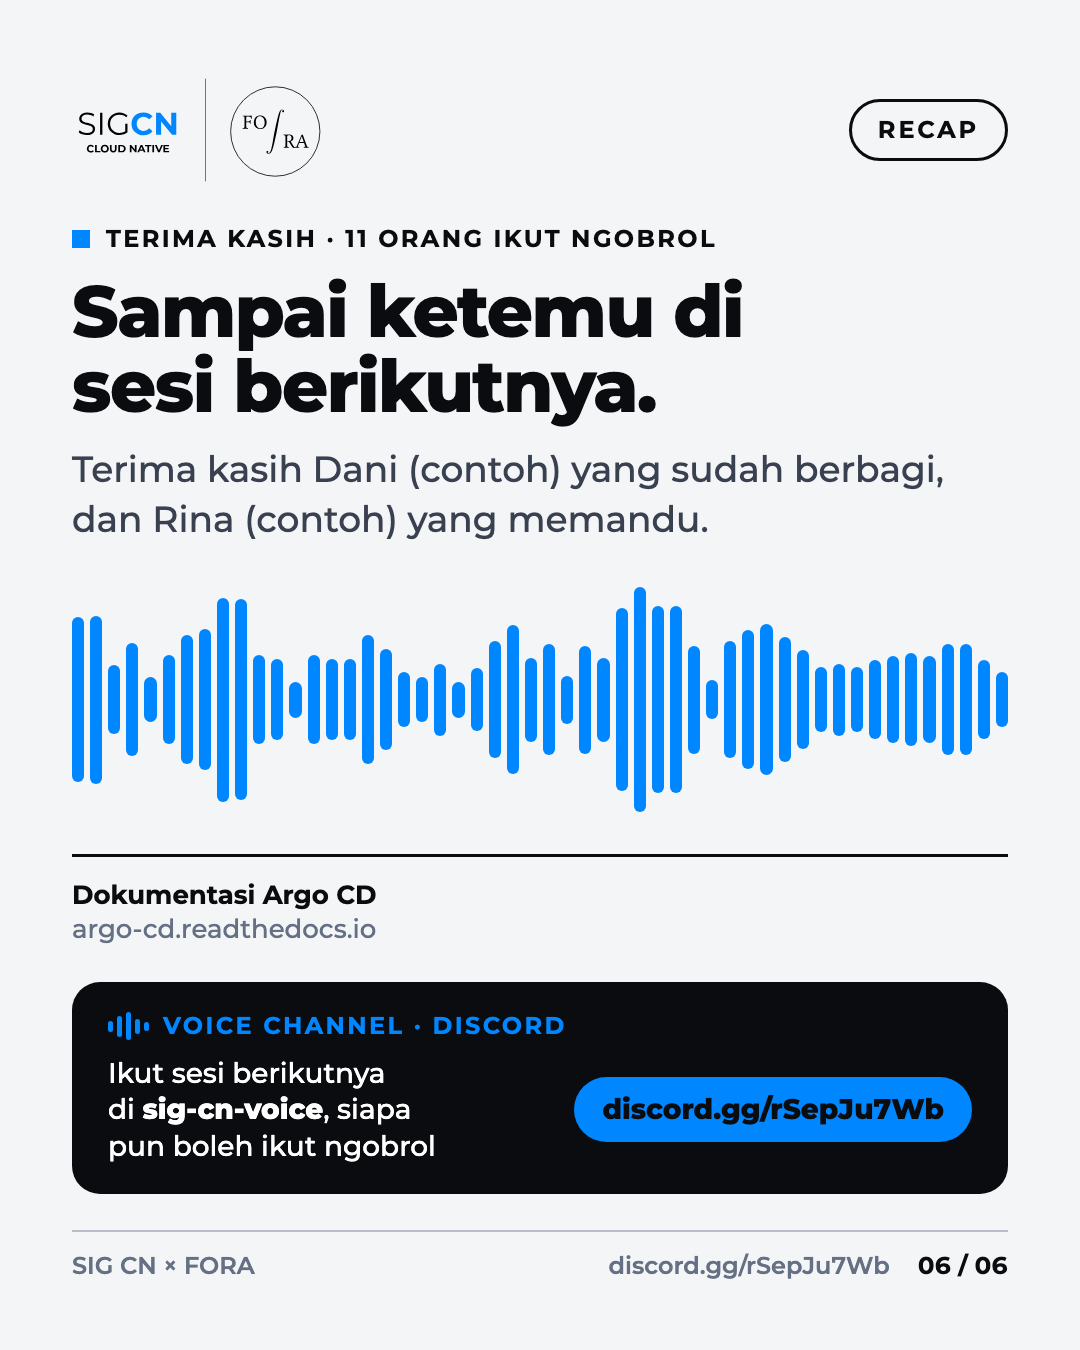 SIGCN
CLOUD NATIVE
FO RA
RECAP
TERIMA KASIH · 11 ORANG IKUT NGOBROL
Sampai ketemu di
sesi berikutnya.
Terima kasih Dani (contoh) yang sudah berbagi,
dan Rina (contoh) yang memandu.
Dokumentasi Argo CD
argo-cd.readthedocs.io
VOICE CHANNEL · DISCORD
Ikut sesi berikutnya
di sig-cn-voice, siapa
pun boleh ikut ngobrol
discord.gg/rSepJu7Wb
SIG CN × FORA
discord.gg/rSepJu7Wb 06 / 06